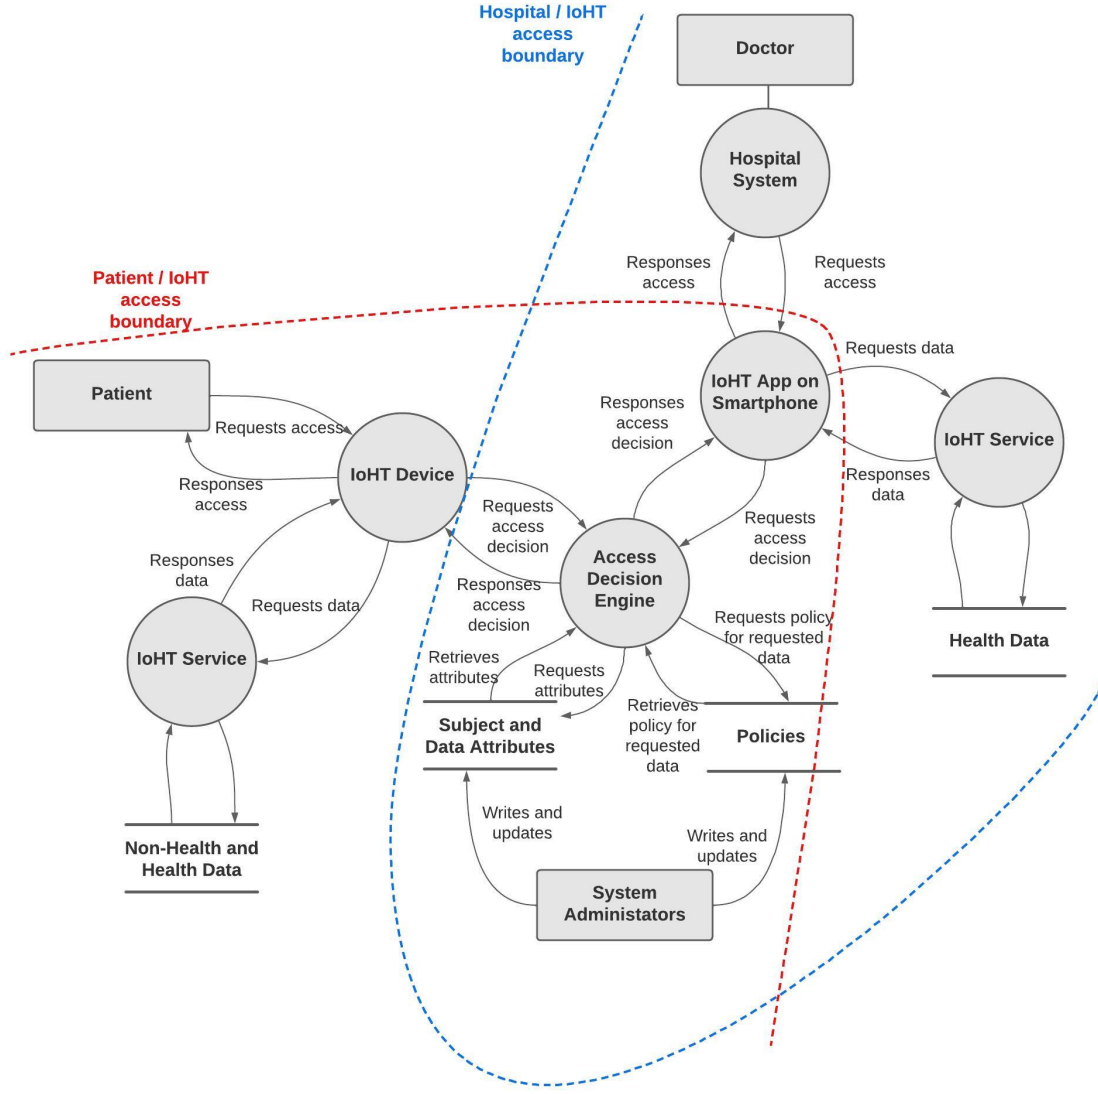 Hospital / IoHT
access
boundary
Doctor
Hospital
System
Responses
access
Requests
access
Patient / IoHT
access
boundary
Patient
Requests access
Responses
access
IoHT Device
IoHT App on
Smartphone
Requests data
IoHT Service
Responses
data
Responses
access
decision
Requests
access
decision
Requests
access
decision
Responses
access
decision
Access
Decision
Engine
Responses
data
Requests data
IoHT Service
Health Data
Requests policy
for requested
data
Retrieves
attributes
Requests
attributes
Retrieves
policy for
requested
data
Subject and
Data Attributes
Policies
Non-Health and
Health Data
Writes and
updates
Writes and
updates
System
Administators